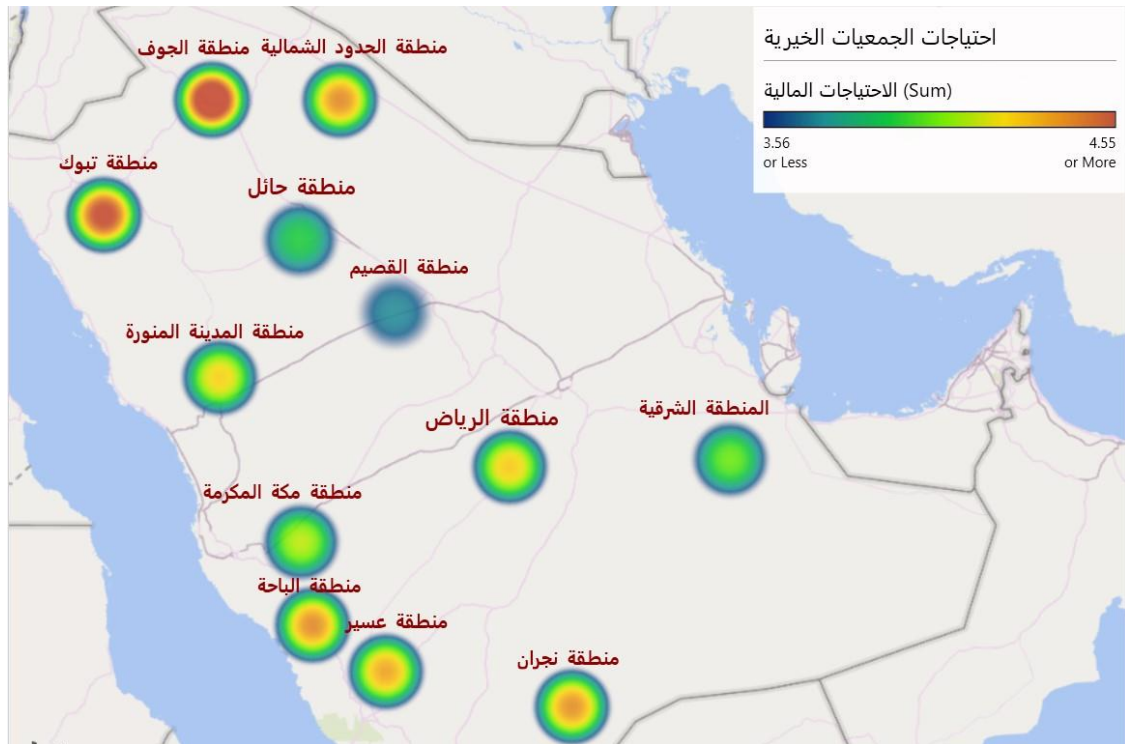 احتياجات الجمعيات الخيرية
الاحتياجات المالية (Sum)
3.56 or Less
4.55 or More
منطقة الحدود الشمالية
منطقة الجوف
منطقة تبوك
منطقة حائل
منطقة القصيم
منطقة المدينة المنورة
المنطقة الشرقية
منطقة الرياض
منطقة مكة المكرمة
منطقة الباحة
منطقة عسير
منطقة نجران